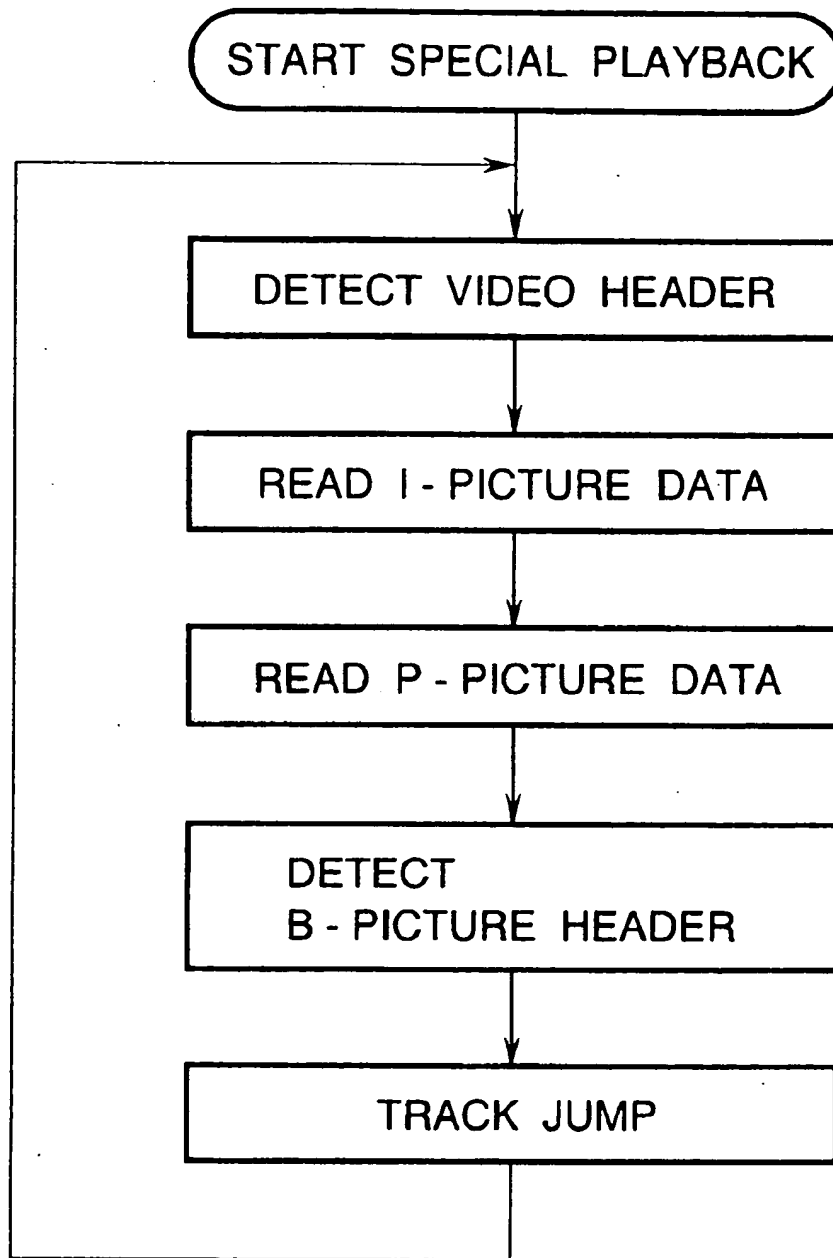 START SPECIAL PLAYBACK
DETECT VIDEO HEADER
READ I - PICTURE DATA
READ P - PICTURE DATA
DETECT
B - PICTURE HEADER
TRACK JUMP